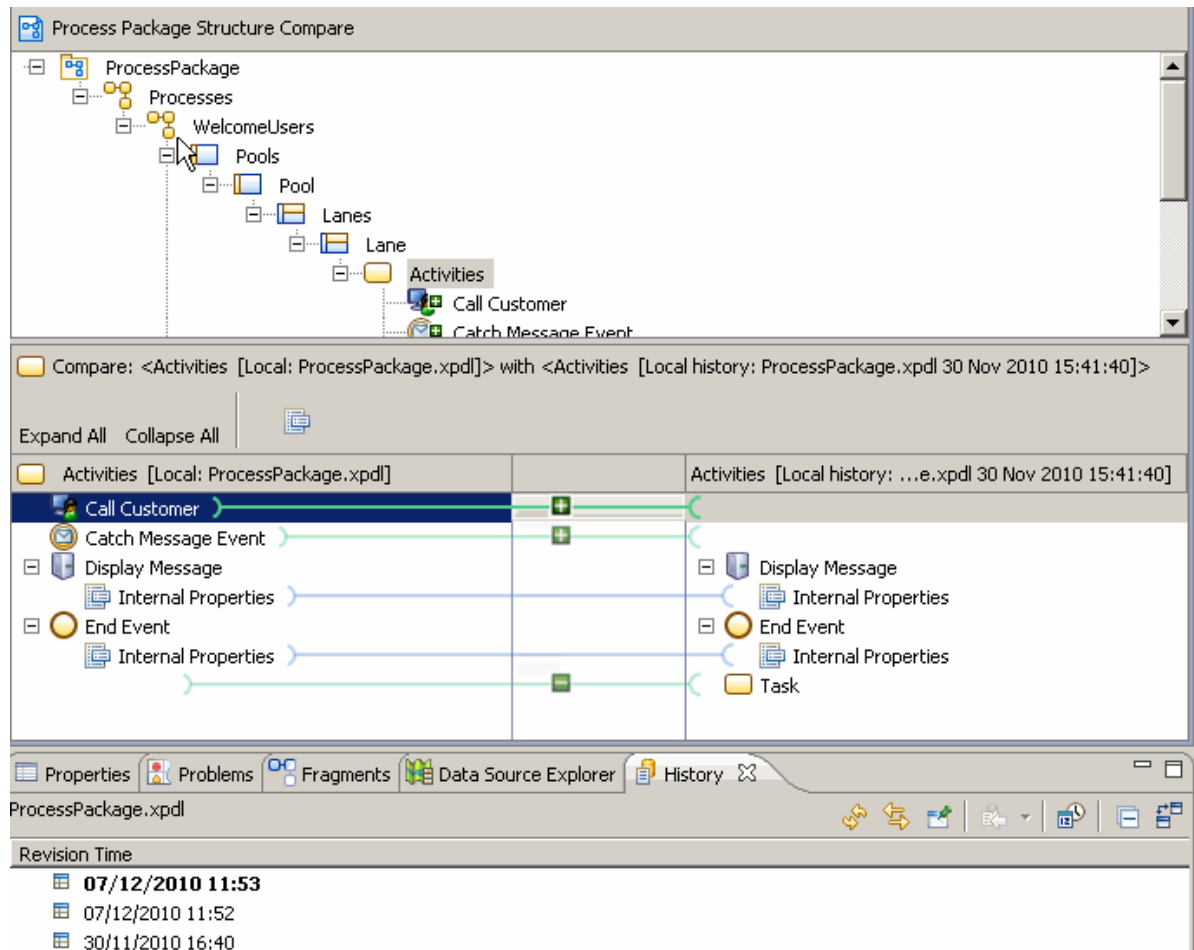 Process Package Structure Compare
ProcessPackage
Processes
WelcomeUsers
Pools
Pool
Lanes
Lane
Activities
Call Customer
Catch Message Event
Compare: <Activities [Local: ProcessPackage.xpdl]> with <Activities [Local history: ProcessPackage.xpdl 30 Nov 2010 15:41:40]>
Expand All Collapse All
Activities [Local: ProcessPackage.xpdl] Activities [Local history: ...e.xpdl 30 Nov 2010 15:41:40]
Call Customer
Catch Message Event
Display Message Display Message
Internal Properties Internal Properties
End Event End Event
Internal Properties Internal Properties
Task
Properties Problems Fragments Data Source Explorer History
ProcessPackage.xpdl
Revision Time
07/12/2010 11:53
07/12/2010 11:52
30/11/2010 16:40